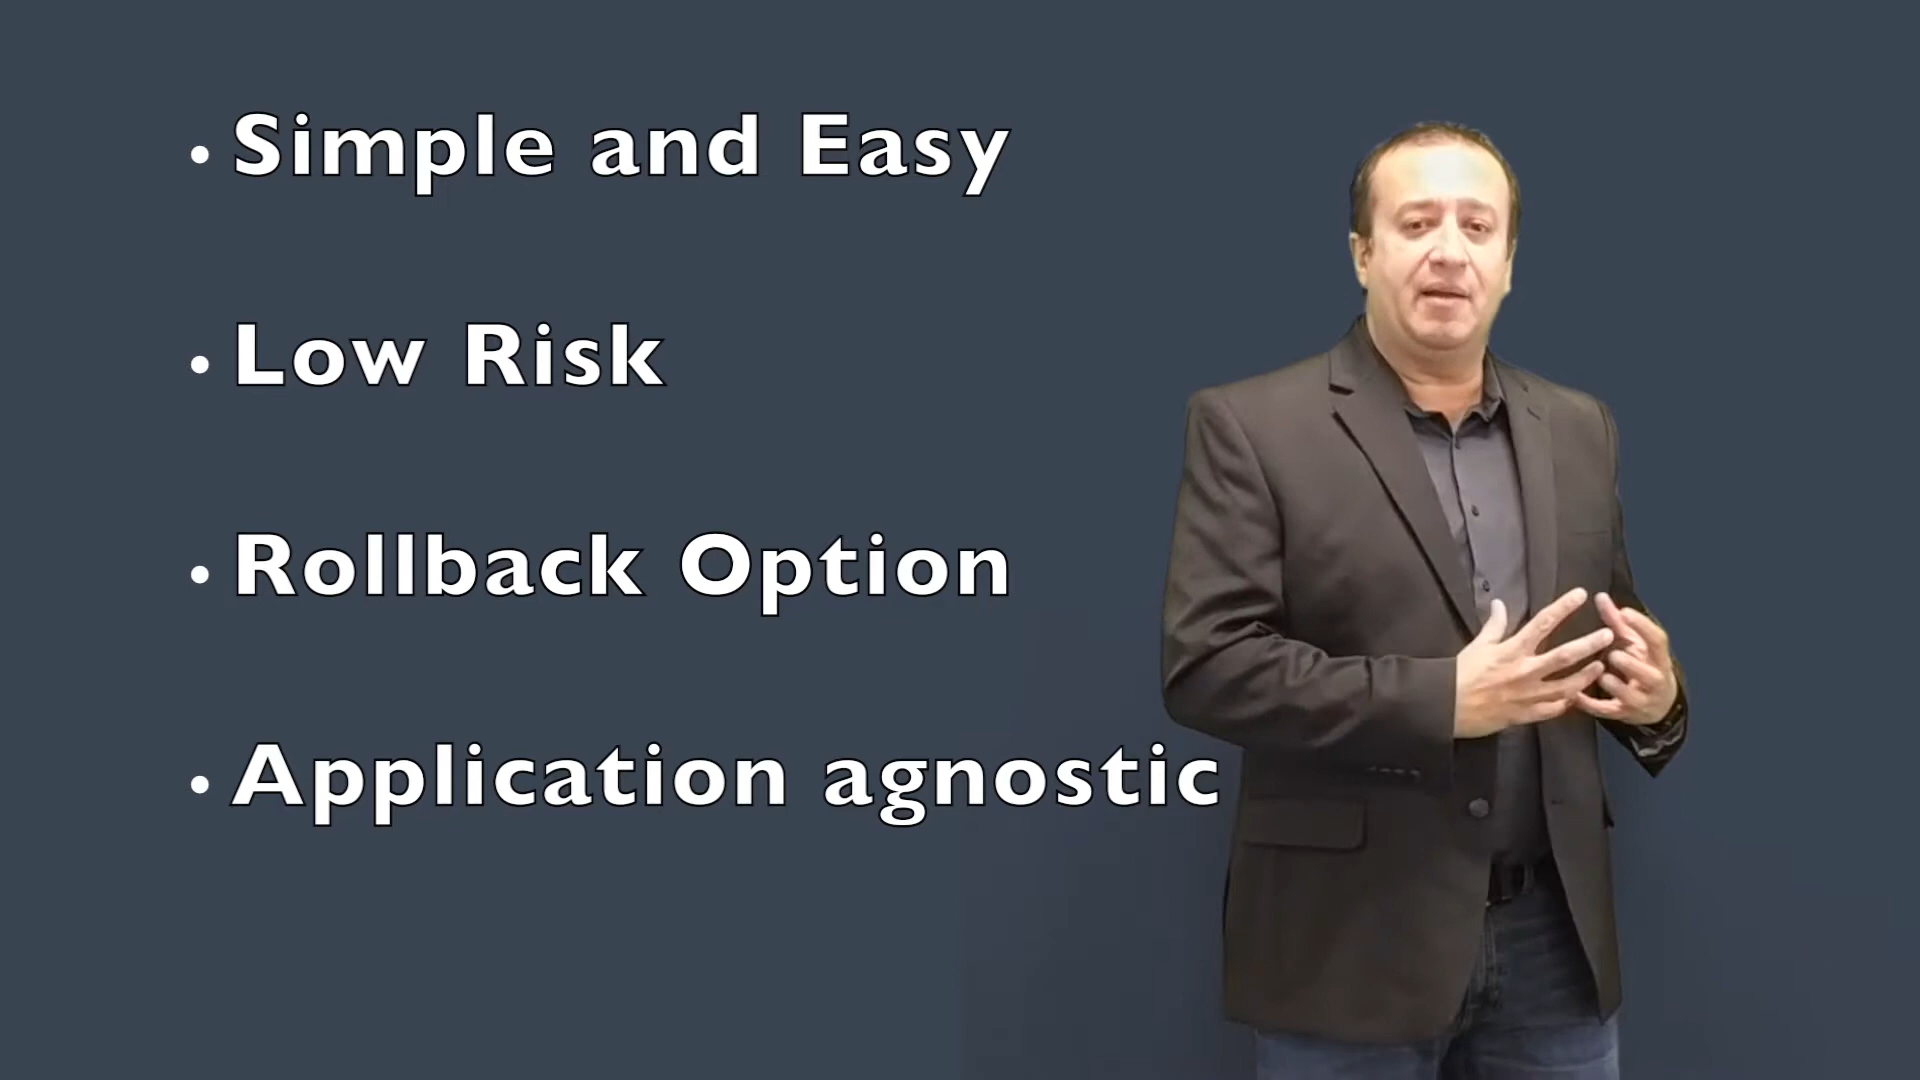 • Simple and Easy
• Low Risk
• Rollback Option
• Application agnostic